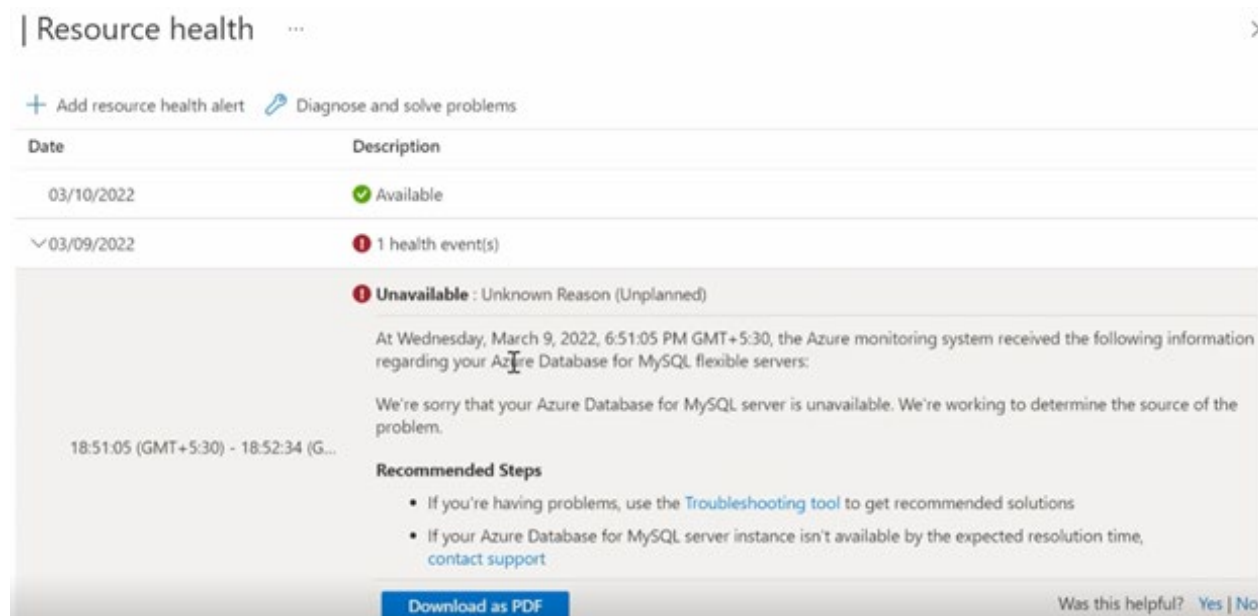 | Resource health ...
+ Add resource health alert Diagnose and solve problems
Date Description
03/10/2022 Available
03/09/2022 1 health event(s)
Unavailable : Unknown Reason (Unplanned)
At Wednesday, March 9, 2022, 6:51:05 PM GMT+5:30, the Azure monitoring system received the following information
regarding your Azure Database for MySQL flexible servers:
We're sorry that your Azure Database for MySQL server is unavailable. We're working to determine the source of the
problem.
18:51:05 (GMT+5:30) - 18:52:34 (G...
Recommended Steps
• If you're having problems, use the Troubleshooting tool to get recommended solutions
• If your Azure Database for MySQL server instance isn't available by the expected resolution time,
contact support
Download as PDF
Was this helpful? Yes | No